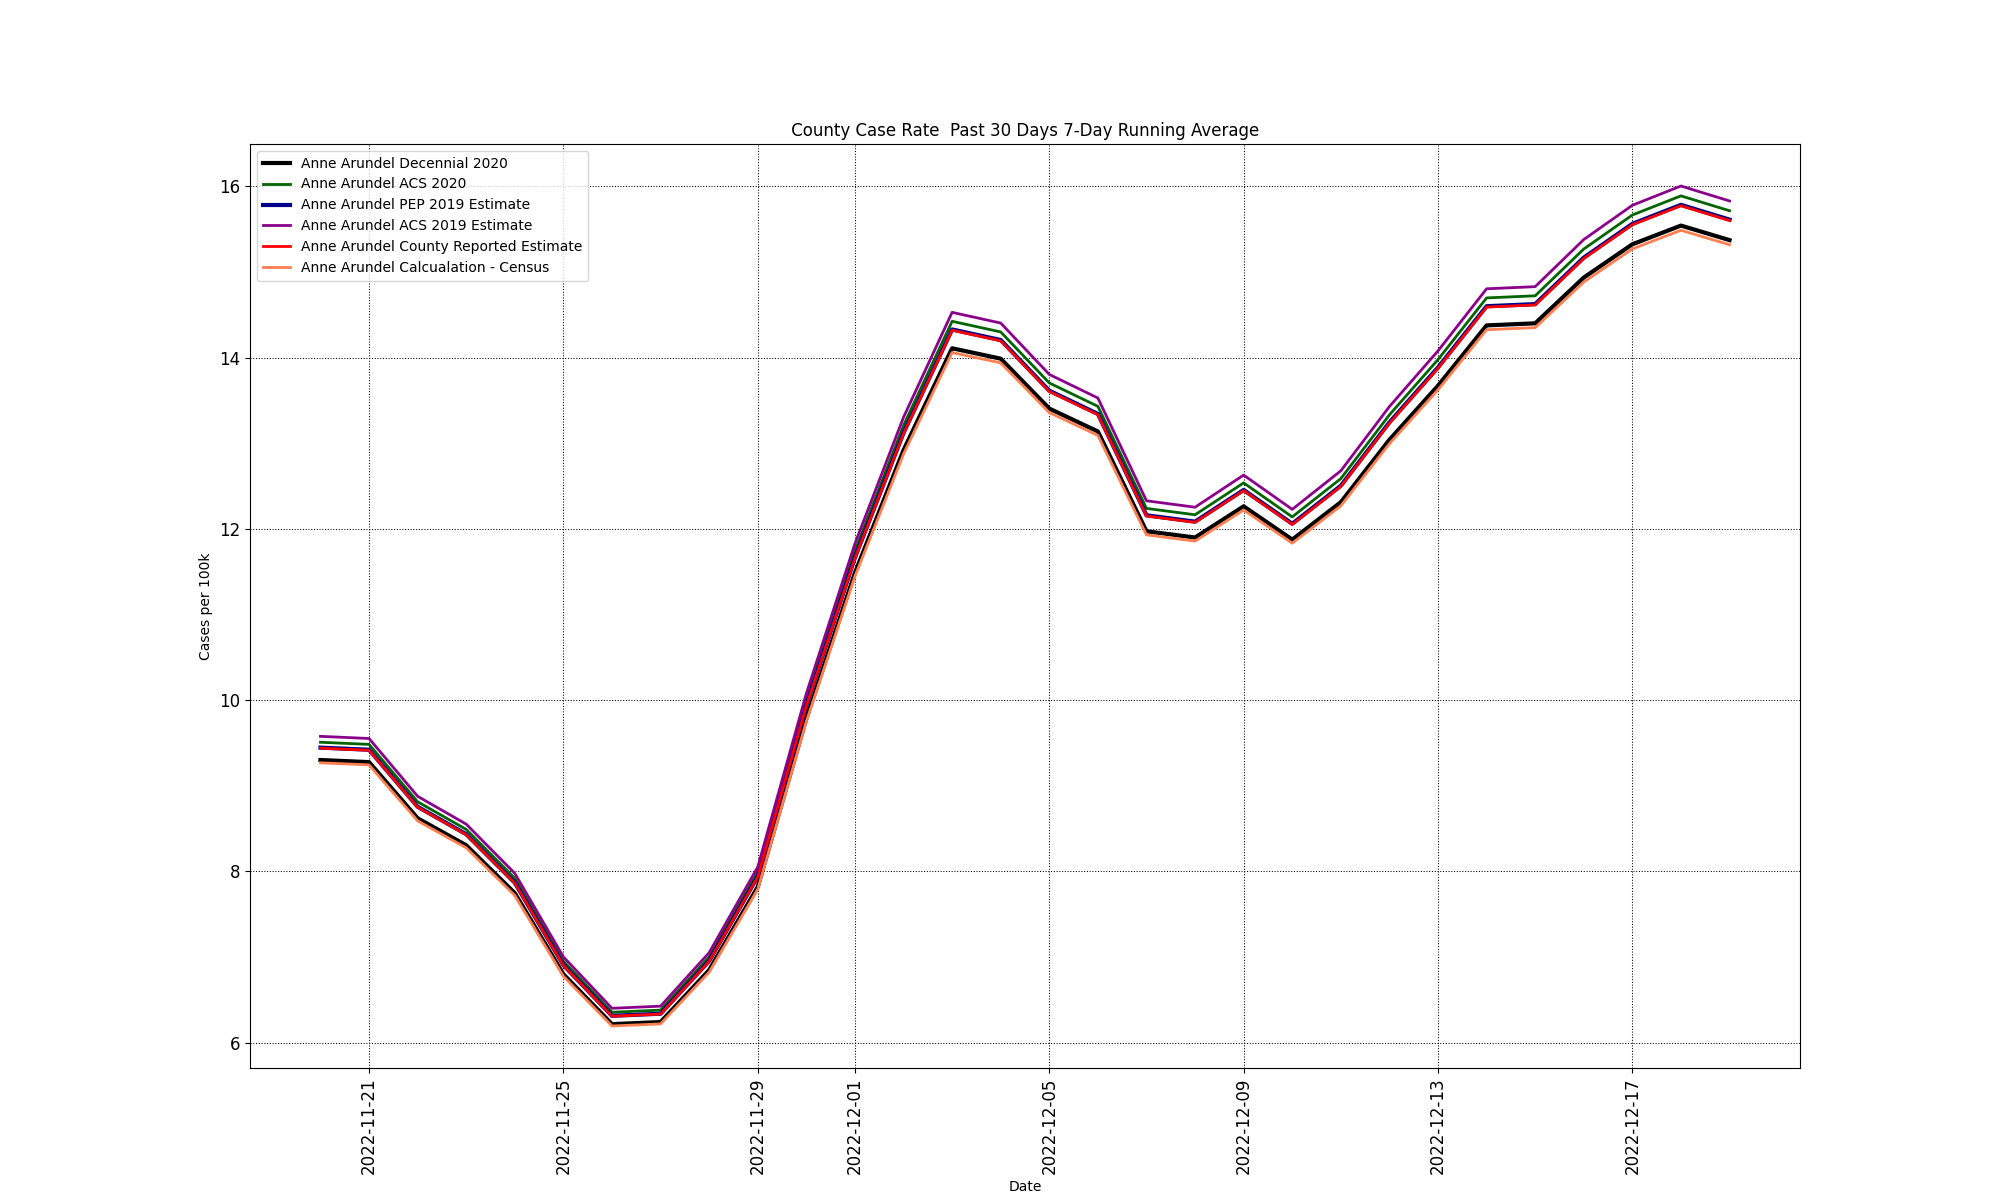 County Case Rate  Past 30 Days 7-Day Running Average
Anne Arundel Decennial 2020
Anne Arundel ACS 2020
Anne Arundel PEP 2019 Estimate
Anne Arundel ACS 2019 Estimate
Anne Arundel County Reported Estimate
Anne Arundel Calcualation - Census
16
14
12
10
8
6
Cases per 100k
2022-11-21
2022-11-25
2022-11-29
2022-12-01
2022-12-05
2022-12-09
2022-12-13
2022-12-17
Date